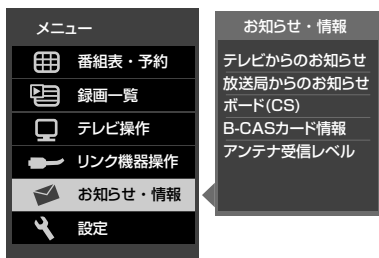 メニュー
番組表・予約
録画一覧
テレビ操作
リンク機器操作
お知らせ・情報
設定
お知らせ・情報
テレビからのお知らせ
放送局からのお知らせ
ボード(CS)
B-CASカード情報
アンテナ受信レベル